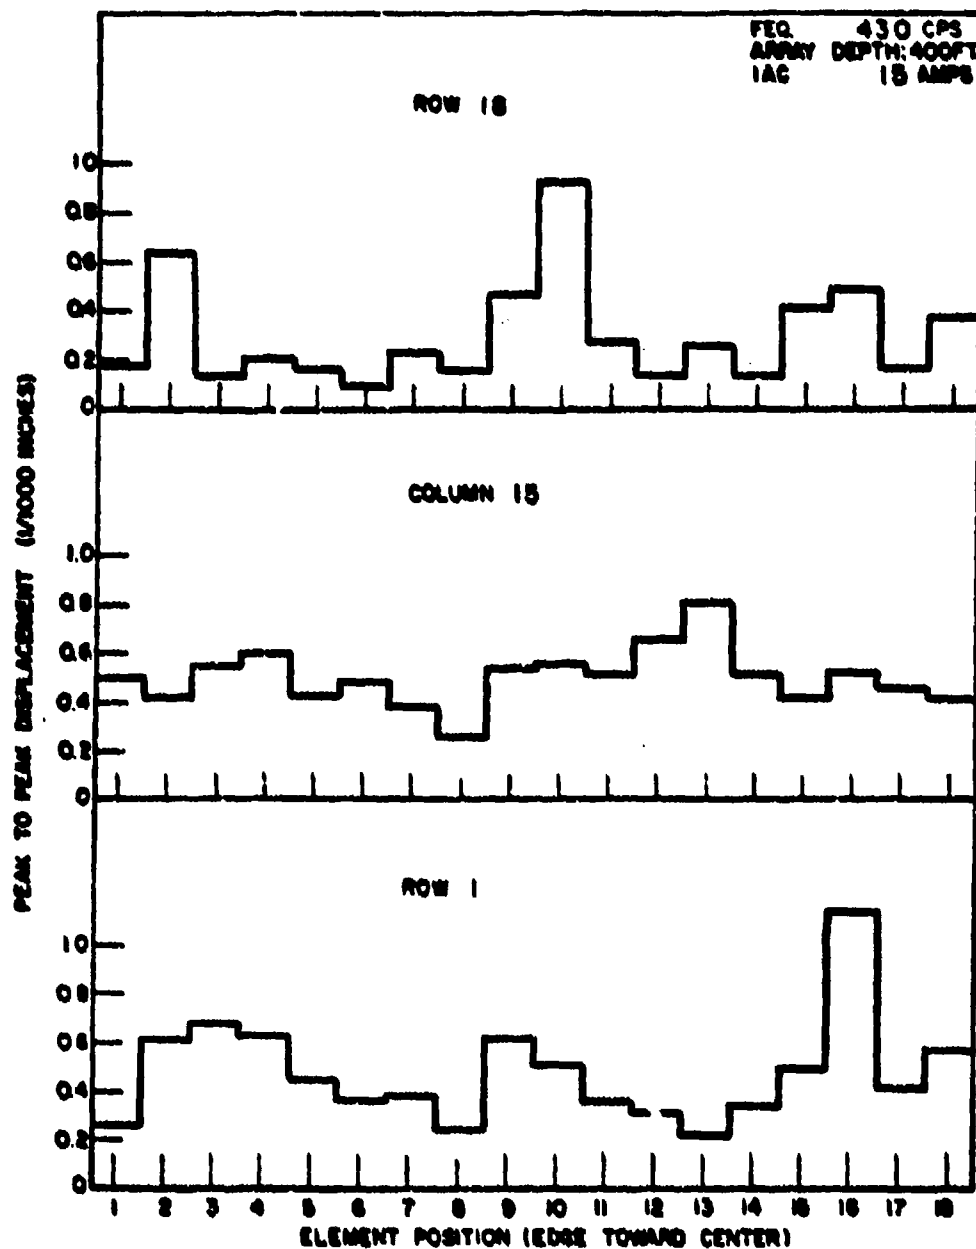 FEQ. 430 CPS
ARRAY DEPTH: 400FT
IAC 15 AMPS
ROW 18
1.0
0.8
0.6
0.4
0.2
0
COLUMN 15
1.0
0.8
0.6
0.4
0.2
0
ROW 1
1.0
0.8
0.6
0.4
0.2
0
1 2 3 4 5 6 7 8 9 10 11 12 13 14 15 16 17 18
ELEMENT POSITION (EDGE TOWARD CENTER)
PEAK TO PEAK DISPLACEMENT (1/1000 INCHES)